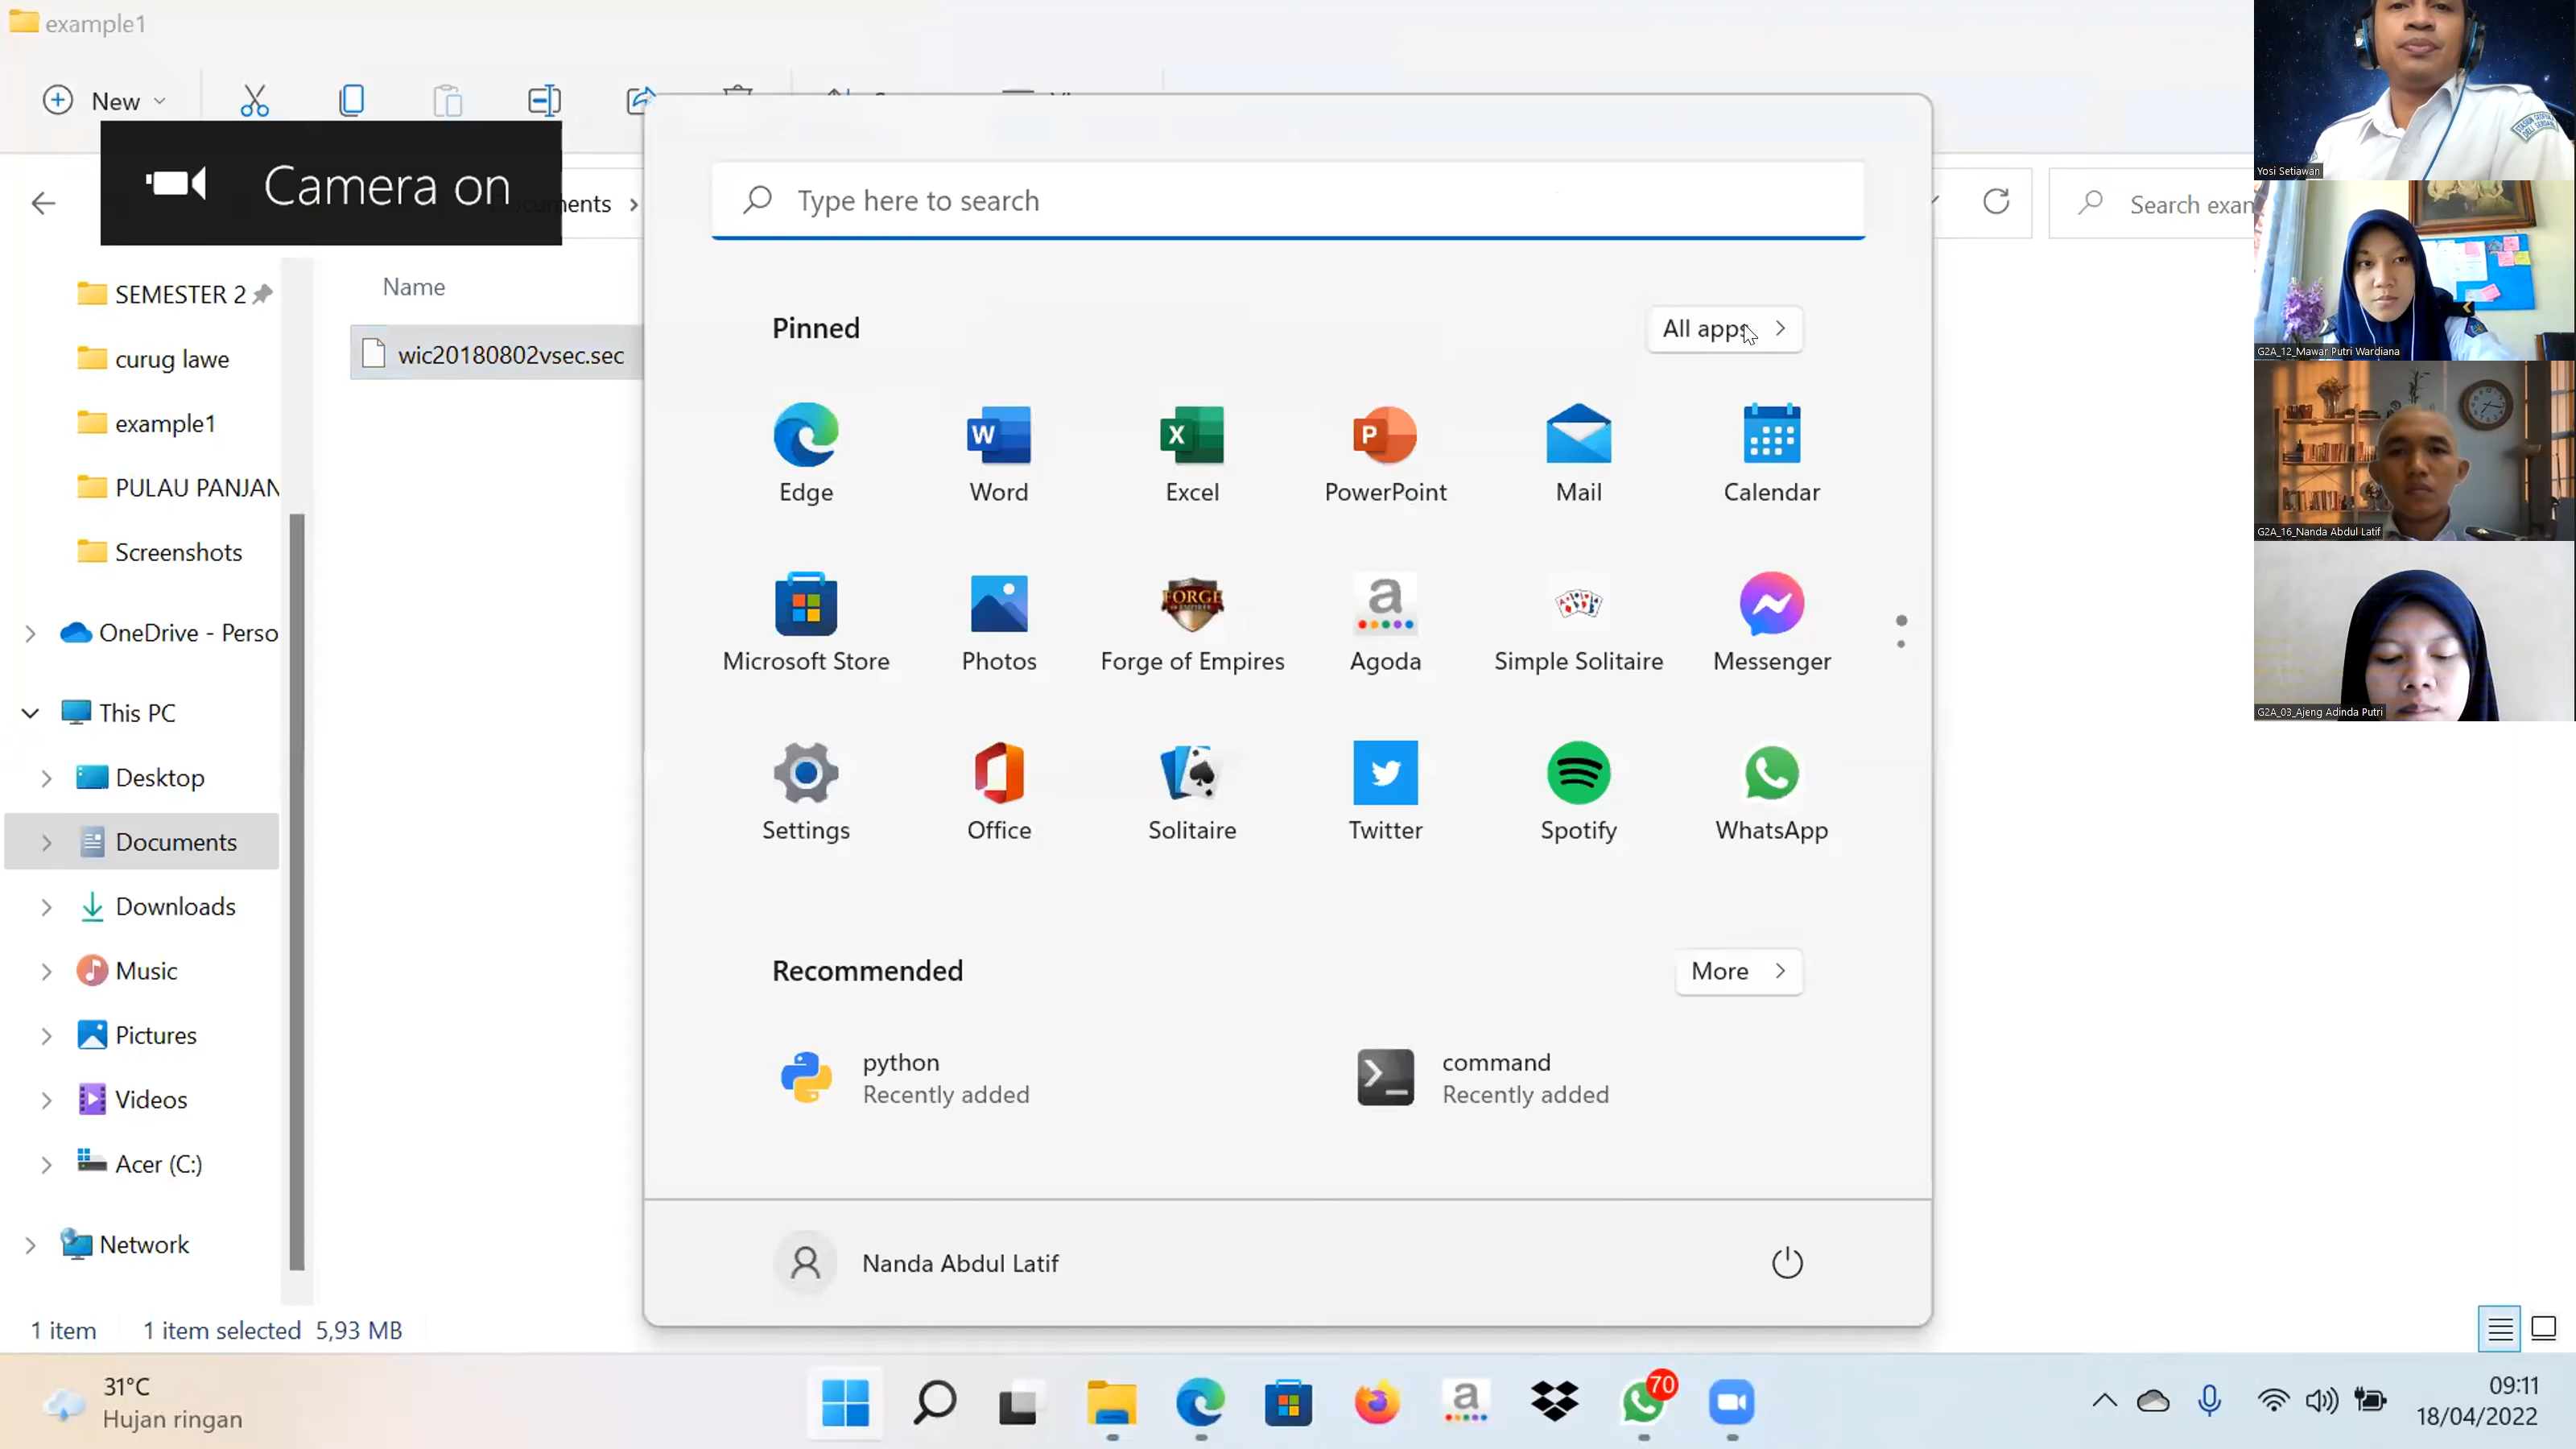 example1
New
Camera on
uments
Search exan
Type here to search
Name
wic20180802vsec.sec
SEMESTER 2
curug lawe
example1
PULAU PANJAN
Screenshots
OneDrive - Perso
This PC
Desktop
Documents
Downloads
Music
Pictures
Videos
Acer (C:)
Network
1 item
1 item selected 5,93 MB
Pinned
All apps
Edge
Word
Excel
PowerPoint
Mail
Calendar
Microsoft Store
Photos
FORGE
Forge of Empires
Agoda
Simple Solitaire
Messenger
Settings
Office
Solitaire
Twitter
Spotify
WhatsApp
Recommended
More
python
Recently added
command
Recently added
Nanda Abdul Latif
Yosi Setiawan
G2A_12_Mawar Putri Wardiana
G2A_16_Nanda Abdul Latif
G2A_03_Ajeng Adinda Putri
31°C
Hujan ringan
70
09:11
18/04/2022